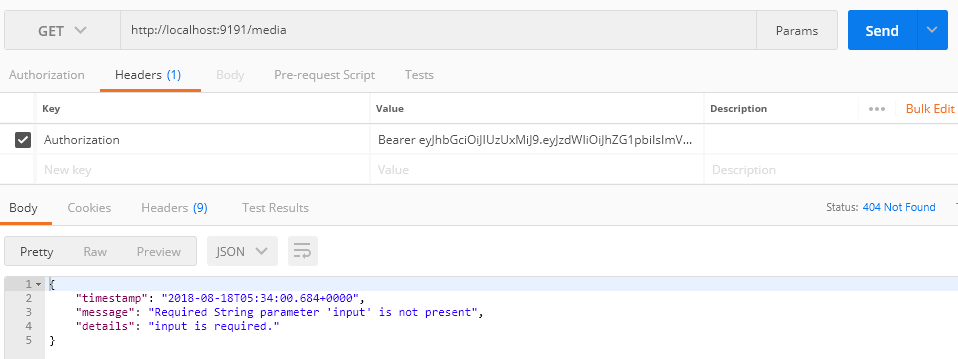 GET http://localhost:9191/media Params Send
Authorization Headers (1) Body Pre-request Script Tests
Key Value Description ••• Bulk Edit
Authorization Bearer eyJhbGciOiJIUzUxMiJ9.eyJzdWIiOiJhZG1pbiIsImV...
New key Value Description
Body Cookies Headers (9) Test Results Status: 404 Not Found
Pretty Raw Preview JSON
1 {
2 "timestamp": "2018-08-18T05:34:00.684+0000",
3 "message": "Required String parameter 'input' is not present",
4 "details": "input is required."
5 }